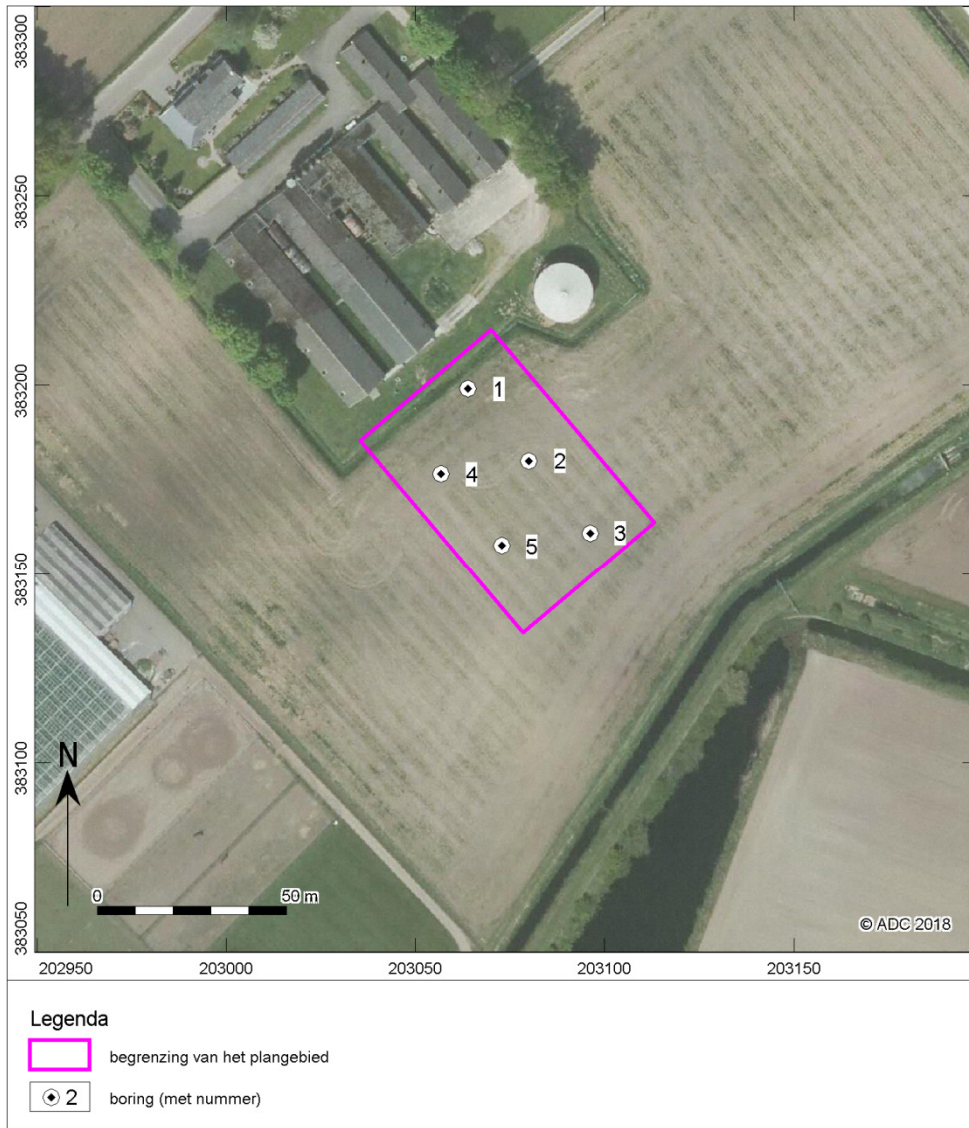 383300
383250
383200
383150
383100
383050
1
2
4
3
5
N
0 50 m
© ADC 2018
202950 203000 203050 203100 203150
Legenda
begrenzing van het plangebied
2 boring (met nummer)